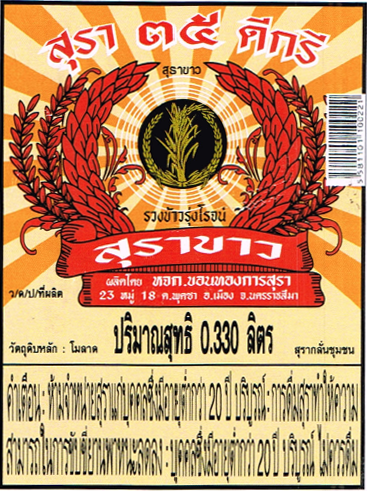 สุรา ๓๕ ดีกรี
สุราขาว
รวงข้าวรุ่งโรจน์
สุราขาว
ผลิตโดย หจก.ขอนทองการสุรา
23 หมู่ 18 ต.พุดซา อ.เมือง จ.นครราชสีมา
ว/ด/ป/ที่ผลิต
ปริมาณสุทธิ 0.330 ลิตร
วัตถุดิบหลัก : โมลาด
สุรากลั่นชุมชน
คำเตือน : ห้ามจำหน่ายสุราแก่บุคคลซึ่งมีอายุต่ำกว่า 20 ปี บริบูรณ์ : การดื่มสุราทำให้ความ
สามารถในการขับขี่ยานพาหนะลดลง : บุคคลซึ่งมีอายุต่ำกว่า 20 ปี บริบูรณ์ ไม่ควรดื่ม